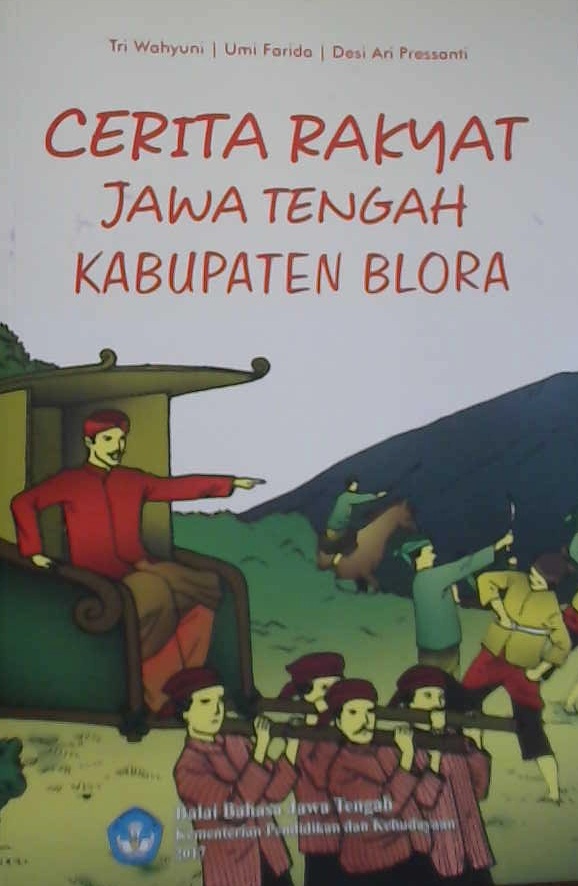 Tri Wahyuni | Umi Farida | Desi Ari Pressanti
CERITA RAKYAT
JAWA TENGAH
KABUPATEN BLORA
Balai Bahasa Jawa Tengah
Kementerian Pendidikan dan Kebudayaan
2017